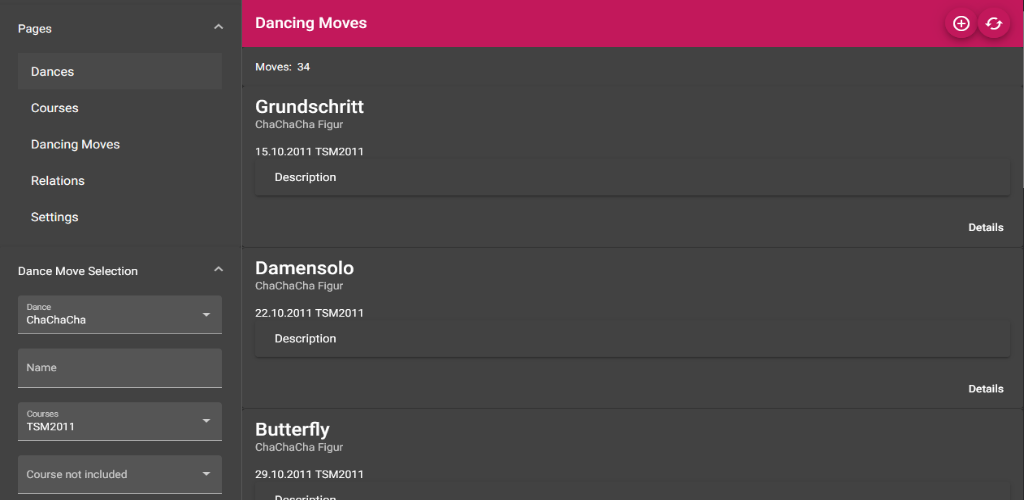 Pages
Dances
Courses
Dancing Moves
Relations
Settings
Dance Move Selection
Dance
ChaChaCha
Name
Courses
TSM2011
Course not included
Dancing Moves
Moves: 34
Grundschritt
ChaChaCha Figur
15.10.2011 TSM2011
Description
Details
Damensolo
ChaChaCha Figur
22.10.2011 TSM2011
Description
Details
Butterfly
ChaChaCha Figur
29.10.2011 TSM2011
Description